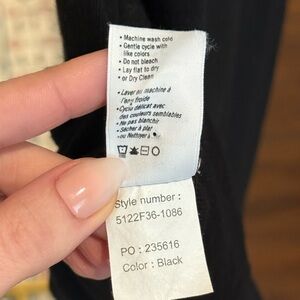 • Machine wash cold
• Gentle cycle with
like colors
• Do not bleach
• Lay flat to dry
• or Dry Clean
• Laver en machine à
l'eau froide
• Cyclo délicat avec
des couleurs semblables
• Ne pas blanchir
• Sécher à plat
ou Nettoyer à
Style number :
5122F36-1086
PO : 235616
Color : Black